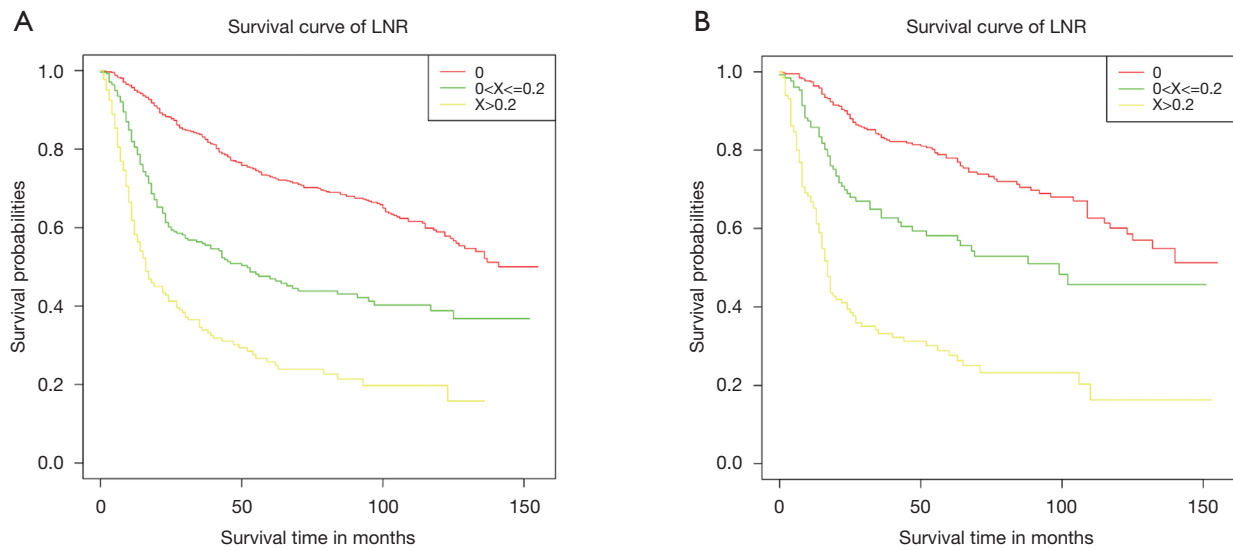 A
Survival curve of LNR
0
0<X<=0.2
X>0.2
1.0
0.8
0.6
0.4
0.2
0.0
Survival probabilities
0 50 100 150
Survival time in months
B
Survival curve of LNR
0
0<X<=0.2
X>0.2
1.0
0.8
0.6
0.4
0.2
0.0
Survival probabilities
0 50 100 150
Survival time in months